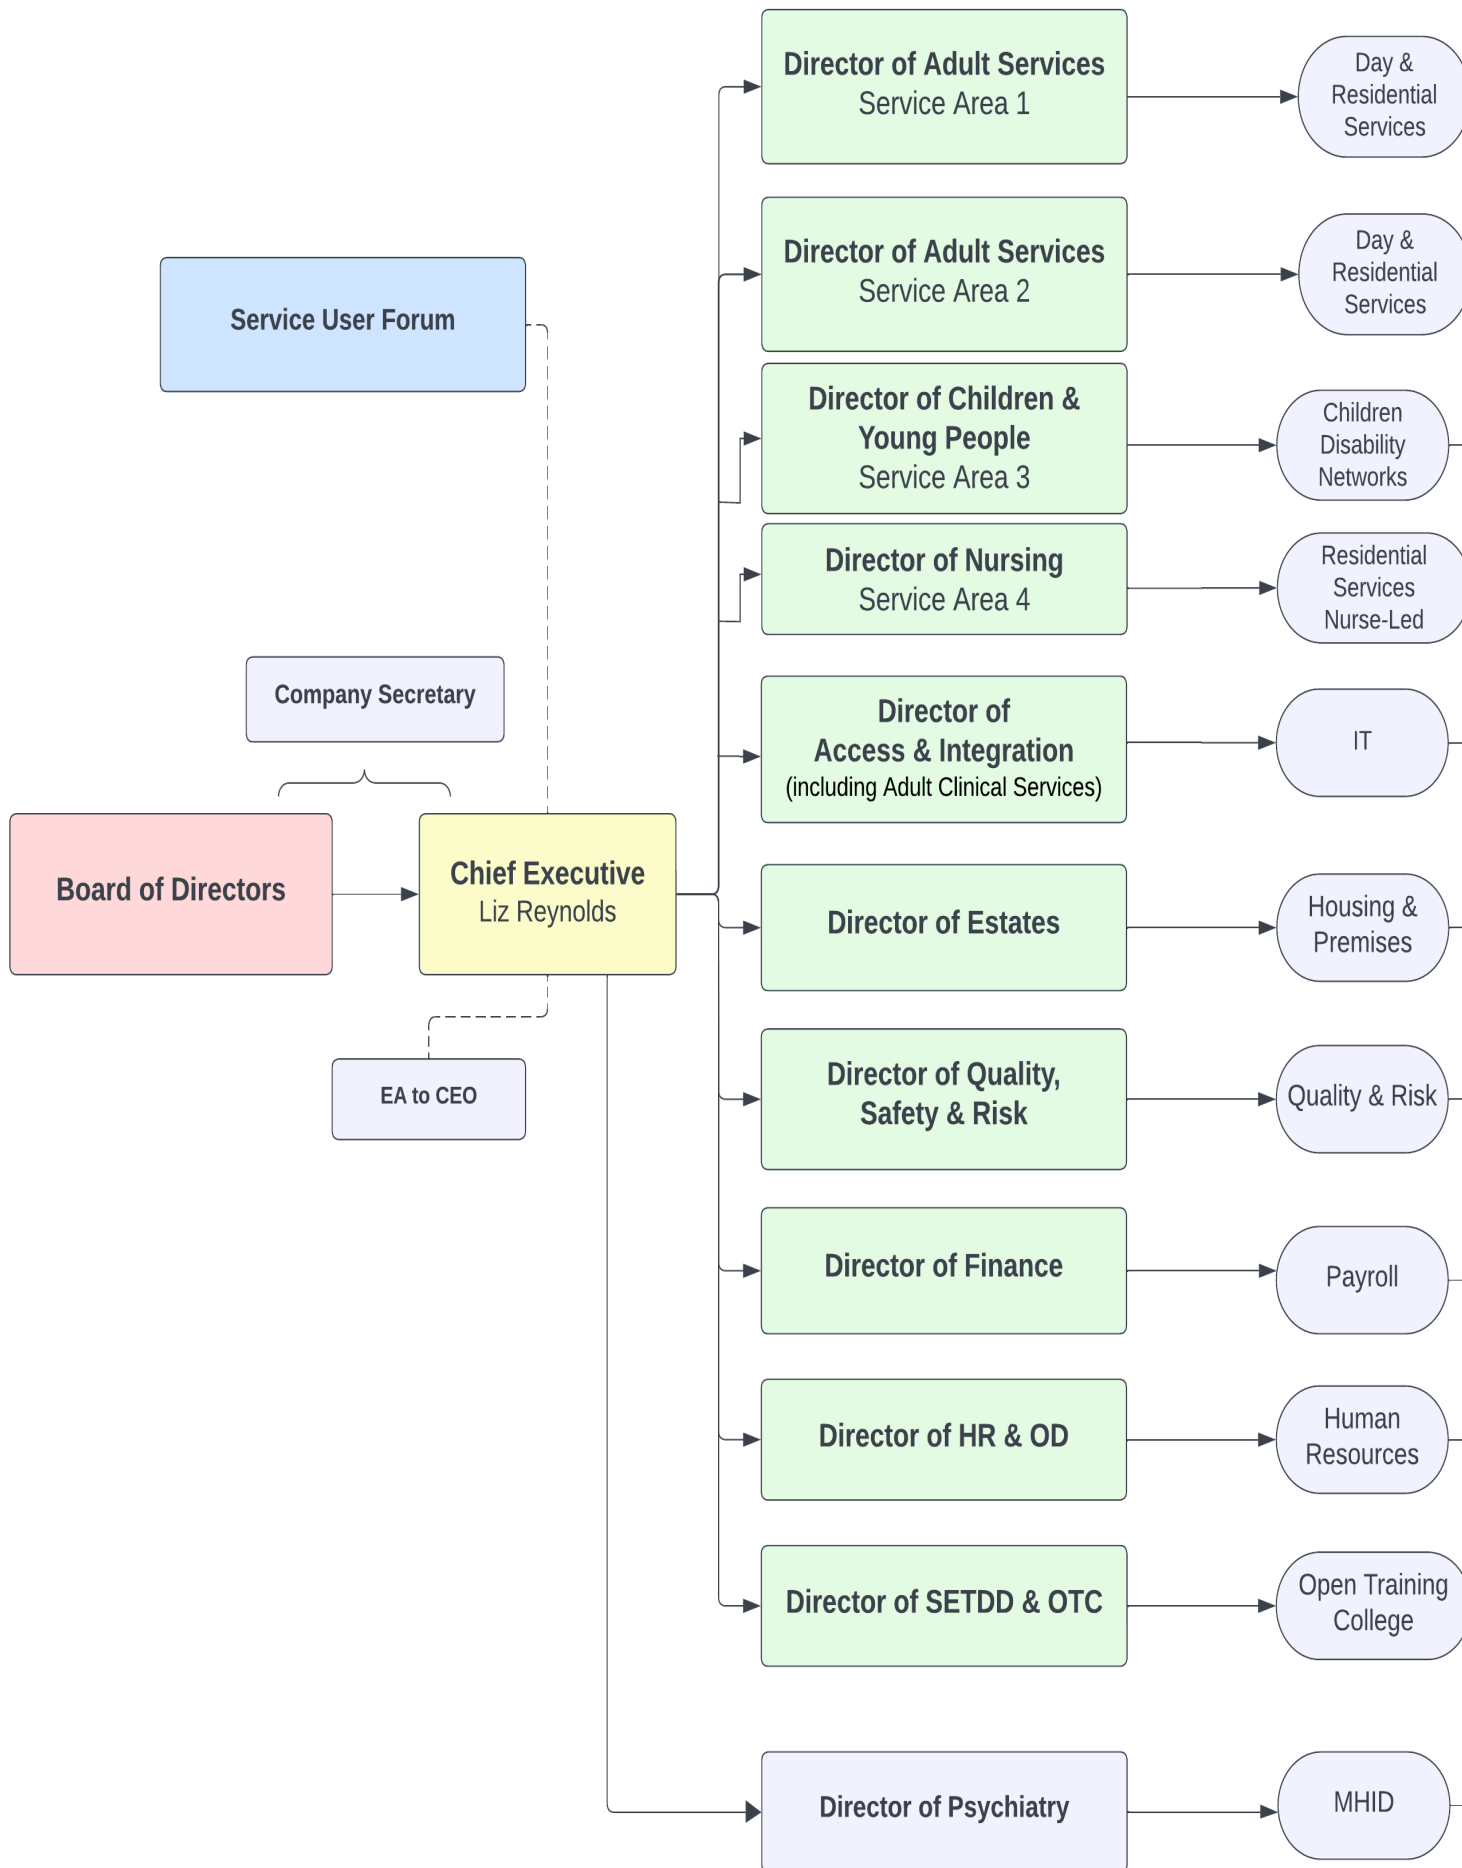 Director of Adult Services
Service Area 1
Day &
Residential
Services
Director of Adult Services
Service Area 2
Day &
Residential
Services
Service User Forum
Director of Children &
Young People
Service Area 3
Children
Disability
Networks
Director of Nursing
Service Area 4
Residential
Services
Nurse-Led
Company Secretary
Director of
Access & Integration
(including Adult Clinical Services)
IT
Board of Directors
Chief Executive
Liz Reynolds
Director of Estates
Housing &
Premises
EA to CEO
Director of Quality,
Safety & Risk
Quality & Risk
Director of Finance
Payroll
Director of HR & OD
Human
Resources
Director of SETDD & OTC
Open Training
College
Director of Psychiatry
MHID